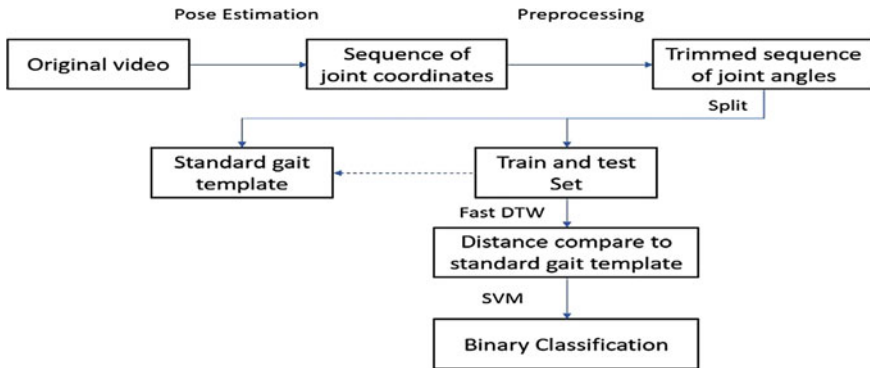 Pose Estimation
Preprocessing
Original video
Sequence of
joint coordinates
Trimmed sequence
of joint angles
Split
Standard gait
template
Train and test
Set
Fast DTW
Distance compare to
standard gait template
SVM
Binary Classification